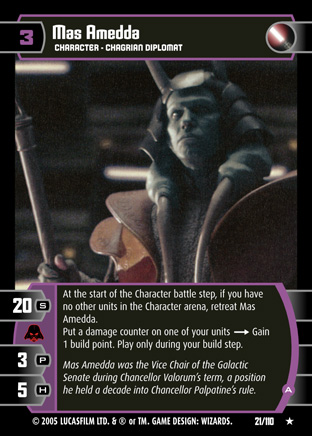 3 Mas Amedda
CHARACTER - CHAGRIAN DIPLOMAT
At the start of the Character battle step, if you have
no other units in the Character arena, retreat Mas
Amedda.
Put a damage counter on one of your units → Gain
1 build point. Play only during your build step.
Mas Amedda was the Vice Chair of the Galactic
Senate during Chancellor Valorum's term, a position
he held a decade into Chancellor Palpatine's rule.
20 S
3 P
5 H
A
© 2005 LUCASFILM LTD. & ® or TM. GAME DESIGN: WIZARDS. 21/110 ★